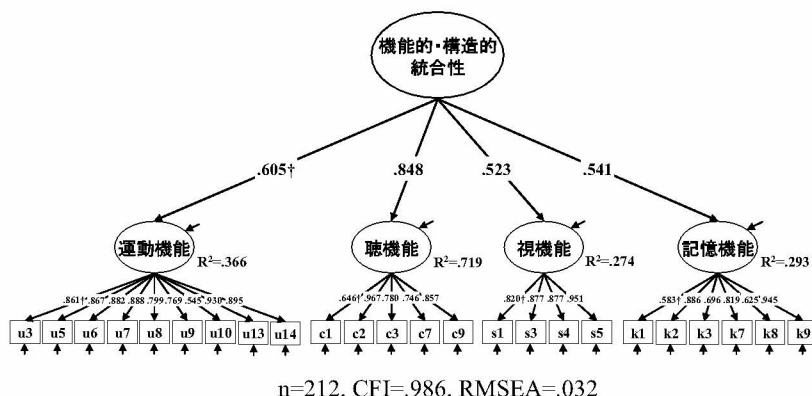 機能的・構造的
統合性
.605†
.848
.523
.541
運動機能
R²=.366
聴機能
R²=.719
視機能
R²=.274
記憶機能
R²=.293
.861† .867 .882 .888 .799 .769 .545 .930 .895
.646† .967 .780 .746 .857
.820† .877 .877 .951
.583† .886 .696 .819 .625 .945
u3 u5 u6 u7 u8 u9 u10 u13 u14
c1 c2 c3 c7 c9
s1 s3 s4 s5
k1 k2 k3 k7 k8 k9
n=212, CFI=.986, RMSEA=.032